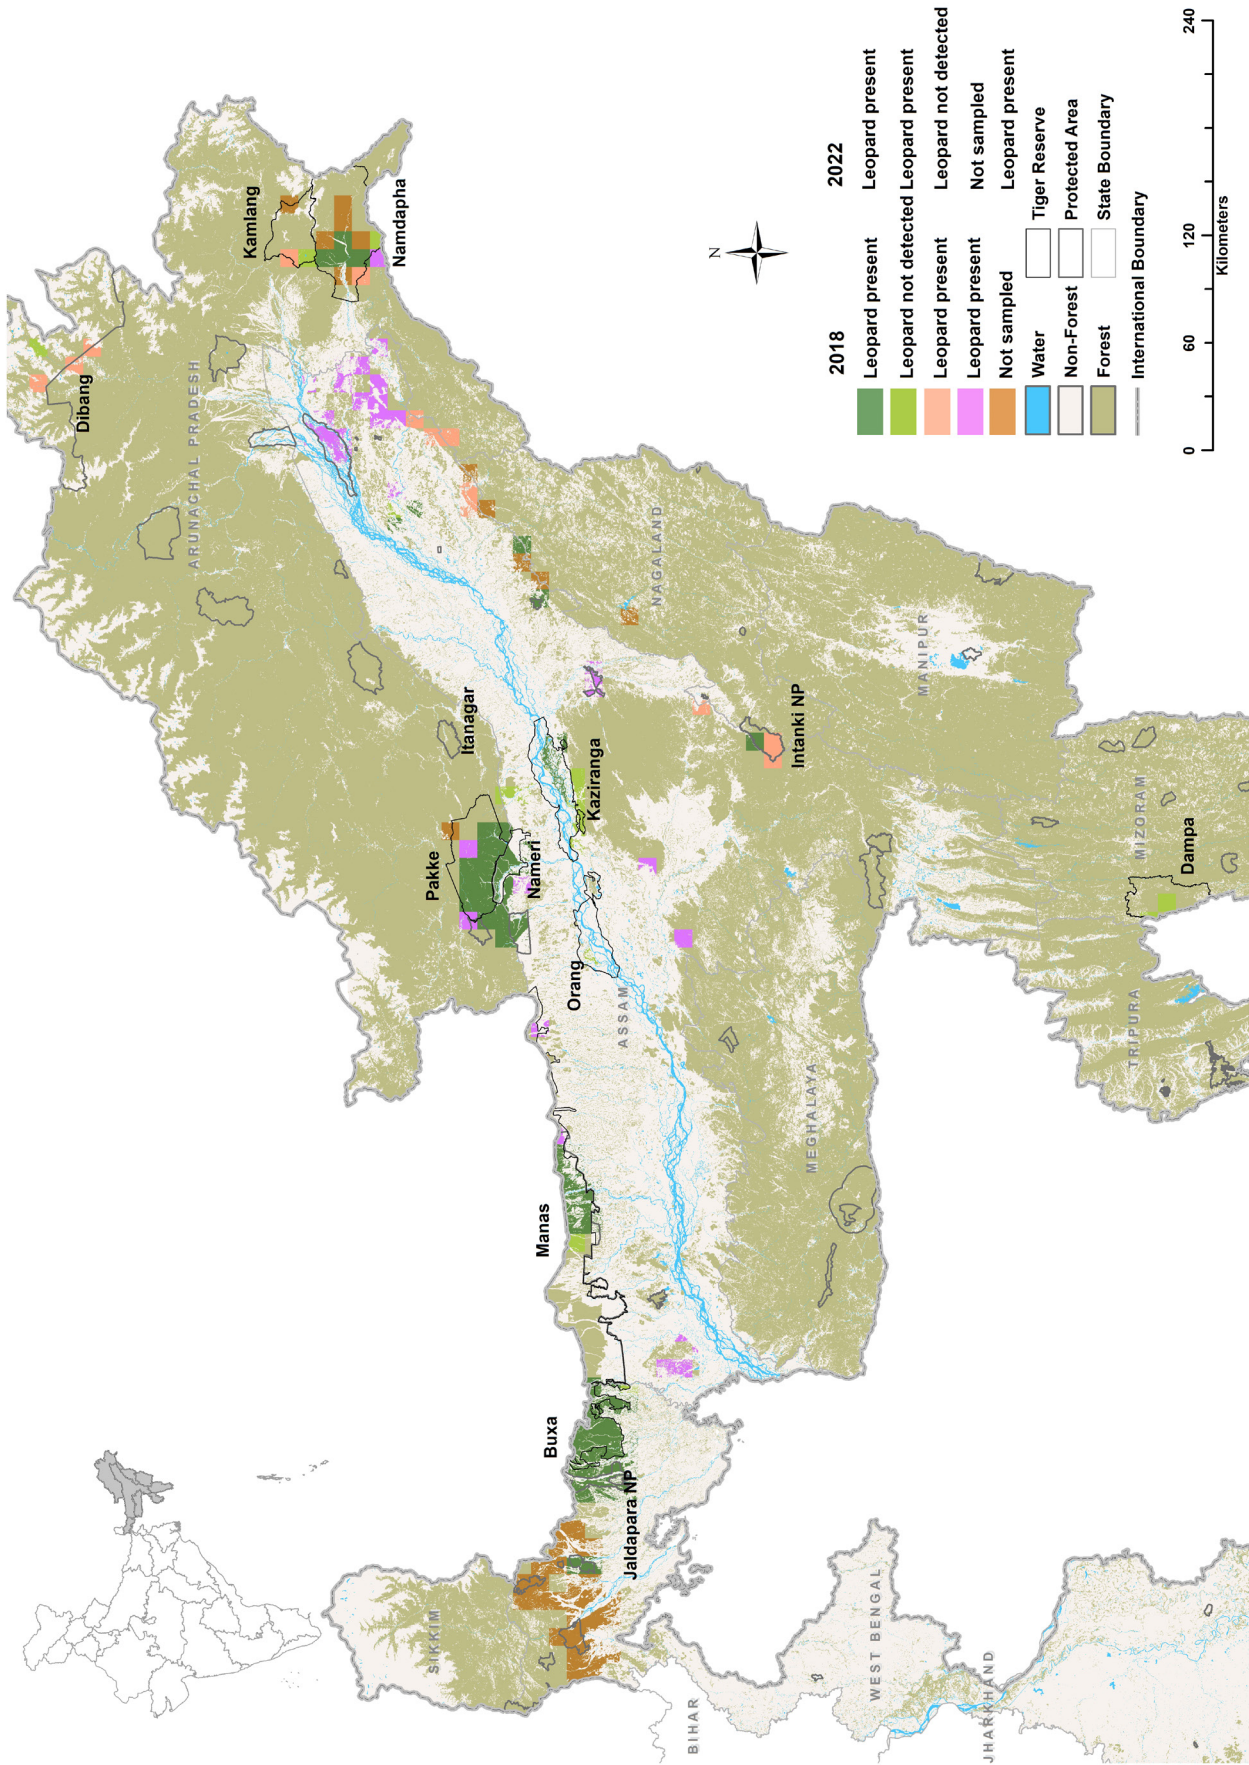 Kamlang
Namdapha
Dibang
ARUNACHAL PRADESH
NAGALAND
MANIPUR
Itanagar
Pakke
Nameri
Kaziranga
Intanki NP
MIZORAM
Dampa
TRIPURA
Orang
ASSAM
MEGHALAYA
Manas
Buxa
Jaldapara NP
SIKKIM
BIHAR
WEST BENGAL
JHARKHAND
N
2018 2022
Leopard present Leopard present
Leopard not detected Leopard present
Leopard present Leopard not detected
Leopard present Not sampled
Not sampled Leopard present
Water Tiger Reserve
Non-Forest Protected Area
Forest State Boundary
International Boundary
0 60 120 240
Kilometers